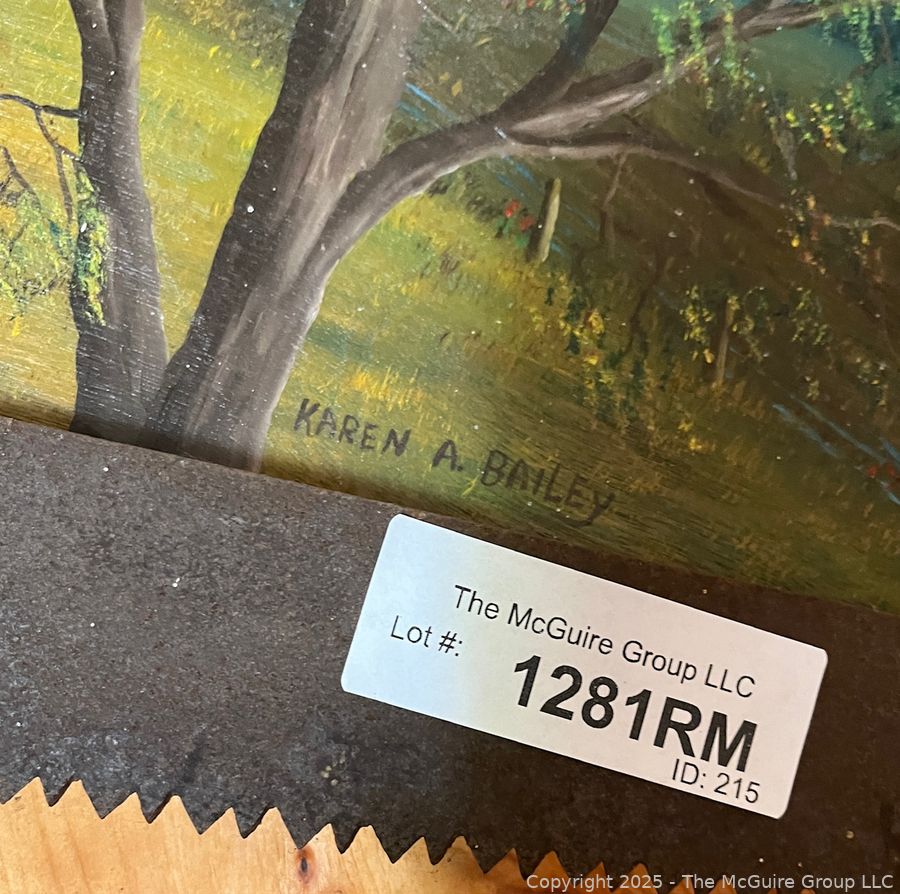 KAREN A. BAILEY
The McGuire Group LLC
Lot #:
1281RM
ID: 215
Copyright 2025 - The McGuire Group LLC